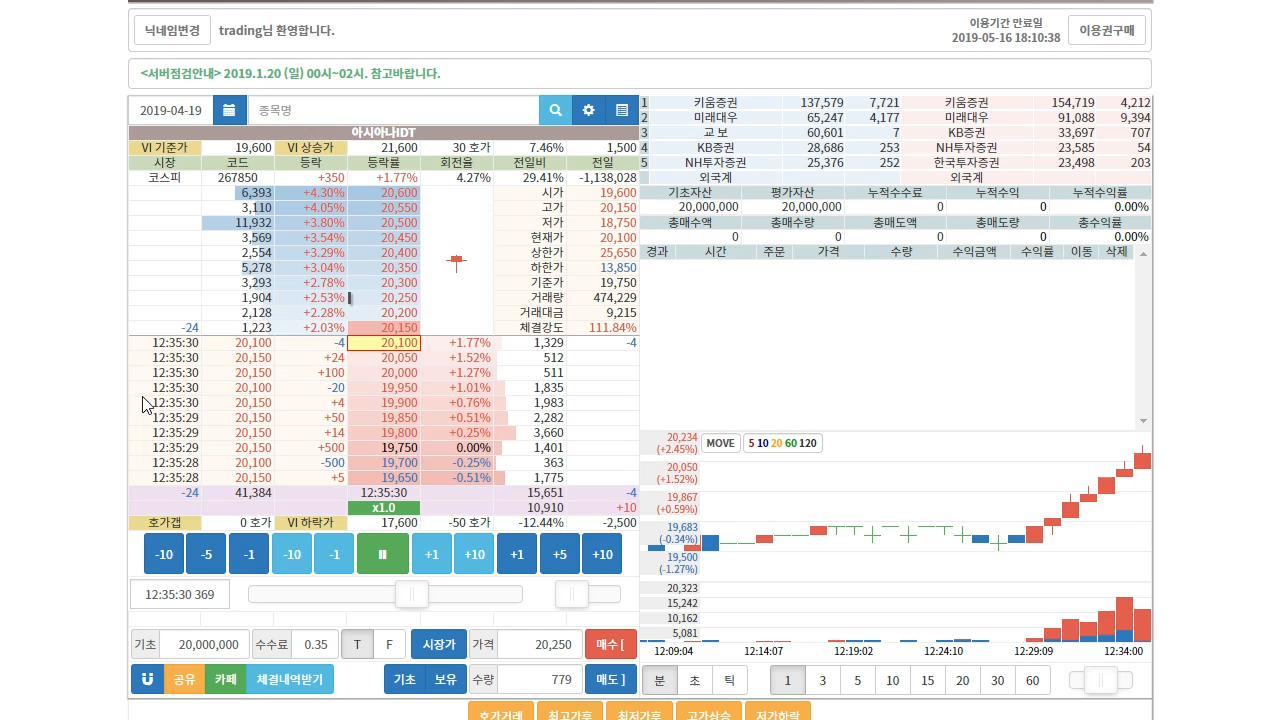 닉네임변경 trading님 환영합니다. 이용기간 만료일 2019-05-16 18:10:38 이용권구매
<서버점검안내> 2019.1.20 (일) 00시~02시. 참고바랍니다.
2019-04-19 종목명
아시아나IDT
VI 기준가 19,600 VI 상승가 21,600 30 호가 7.46% 1,500
시장 코드 등락 등락률 회전율 전일비 전일
코스피 267850 +350 +1.77% 4.27% 29.41% -1,138,028
6,393 +4.30% 20,600 시가 19,600
3,110 +4.05% 20,550 고가 20,150
11,932 +3.80% 20,500 저가 18,750
3,569 +3.54% 20,450 현재가 20,100
2,554 +3.29% 20,400 상한가 25,650
5,278 +3.04% 20,350 하한가 13,850
3,293 +2.78% 20,300 기준가 19,750
1,904 +2.53% 20,250 거래량 474,229
2,128 +2.28% 20,200 거래대금 9,215
-24 1,223 +2.03% 20,150 체결강도 111.84%
12:35:30 20,100 -4 20,100 +1.77% 1,329 -4
12:35:30 20,150 +24 20,050 +1.52% 512
12:35:30 20,150 +100 20,000 +1.27% 511
12:35:30 20,100 -20 19,950 +1.01% 1,835
12:35:30 20,150 +4 19,900 +0.76% 1,983
12:35:29 20,150 +50 19,850 +0.51% 2,282
12:35:29 20,150 +14 19,800 +0.25% 3,660
12:35:29 20,150 +500 19,750 0.00% 1,401
12:35:28 20,100 -500 19,700 -0.25% 363
12:35:28 20,150 +5 19,650 -0.51% 1,775
-24 41,384 12:35:30 15,651 -4
x1.0 10,910 +10
호가갭 0 호가 VI 하락가 17,600 -50 호가 -12.44% -2,500
-10 -5 -1 -10 -1 +1 +10 +1 +5 +10
12:35:30 369
기초 20,000,000 수수료 0.35 T F 시장가 가격 20,250 매수 [
공유 카페 체결내역받기 기초 보유 수량 779 매도 ]
1 키움증권 137,579 7,721 키움증권 154,719 4,212
2 미래대우 65,247 4,177 미래대우 91,088 9,394
3 교 보 60,601 7 KB증권 33,697 707
4 KB증권 28,686 253 NH투자증권 23,585 54
5 NH투자증권 25,376 252 한국투자증권 23,498 203
외국계 외국계
기초자산 평가자산 누적수수료 누적수익 누적수익률
20,000,000 20,000,000 0 0 0.00%
총매수액 총매수량 총매도액 총매도량 총수익률
0 0 0 0 0.00%
경과 시간 주문 가격 수량 수익금액 수익률 이동 삭제
20,234 MOVE 5 10 20 60 120
(+2.45%)
20,050
(+1.52%)
19,867
(+0.59%)
19,683
(-0.34%)
19,500
(-1.27%)
20,323
15,242
10,162
5,081
12:09:04 12:14:07 12:19:02 12:24:10 12:29:09 12:34:00
분 초 틱 1 3 5 10 15 20 30 60
호가거래 최고가훅 최저가훅 고가상승 저가하락